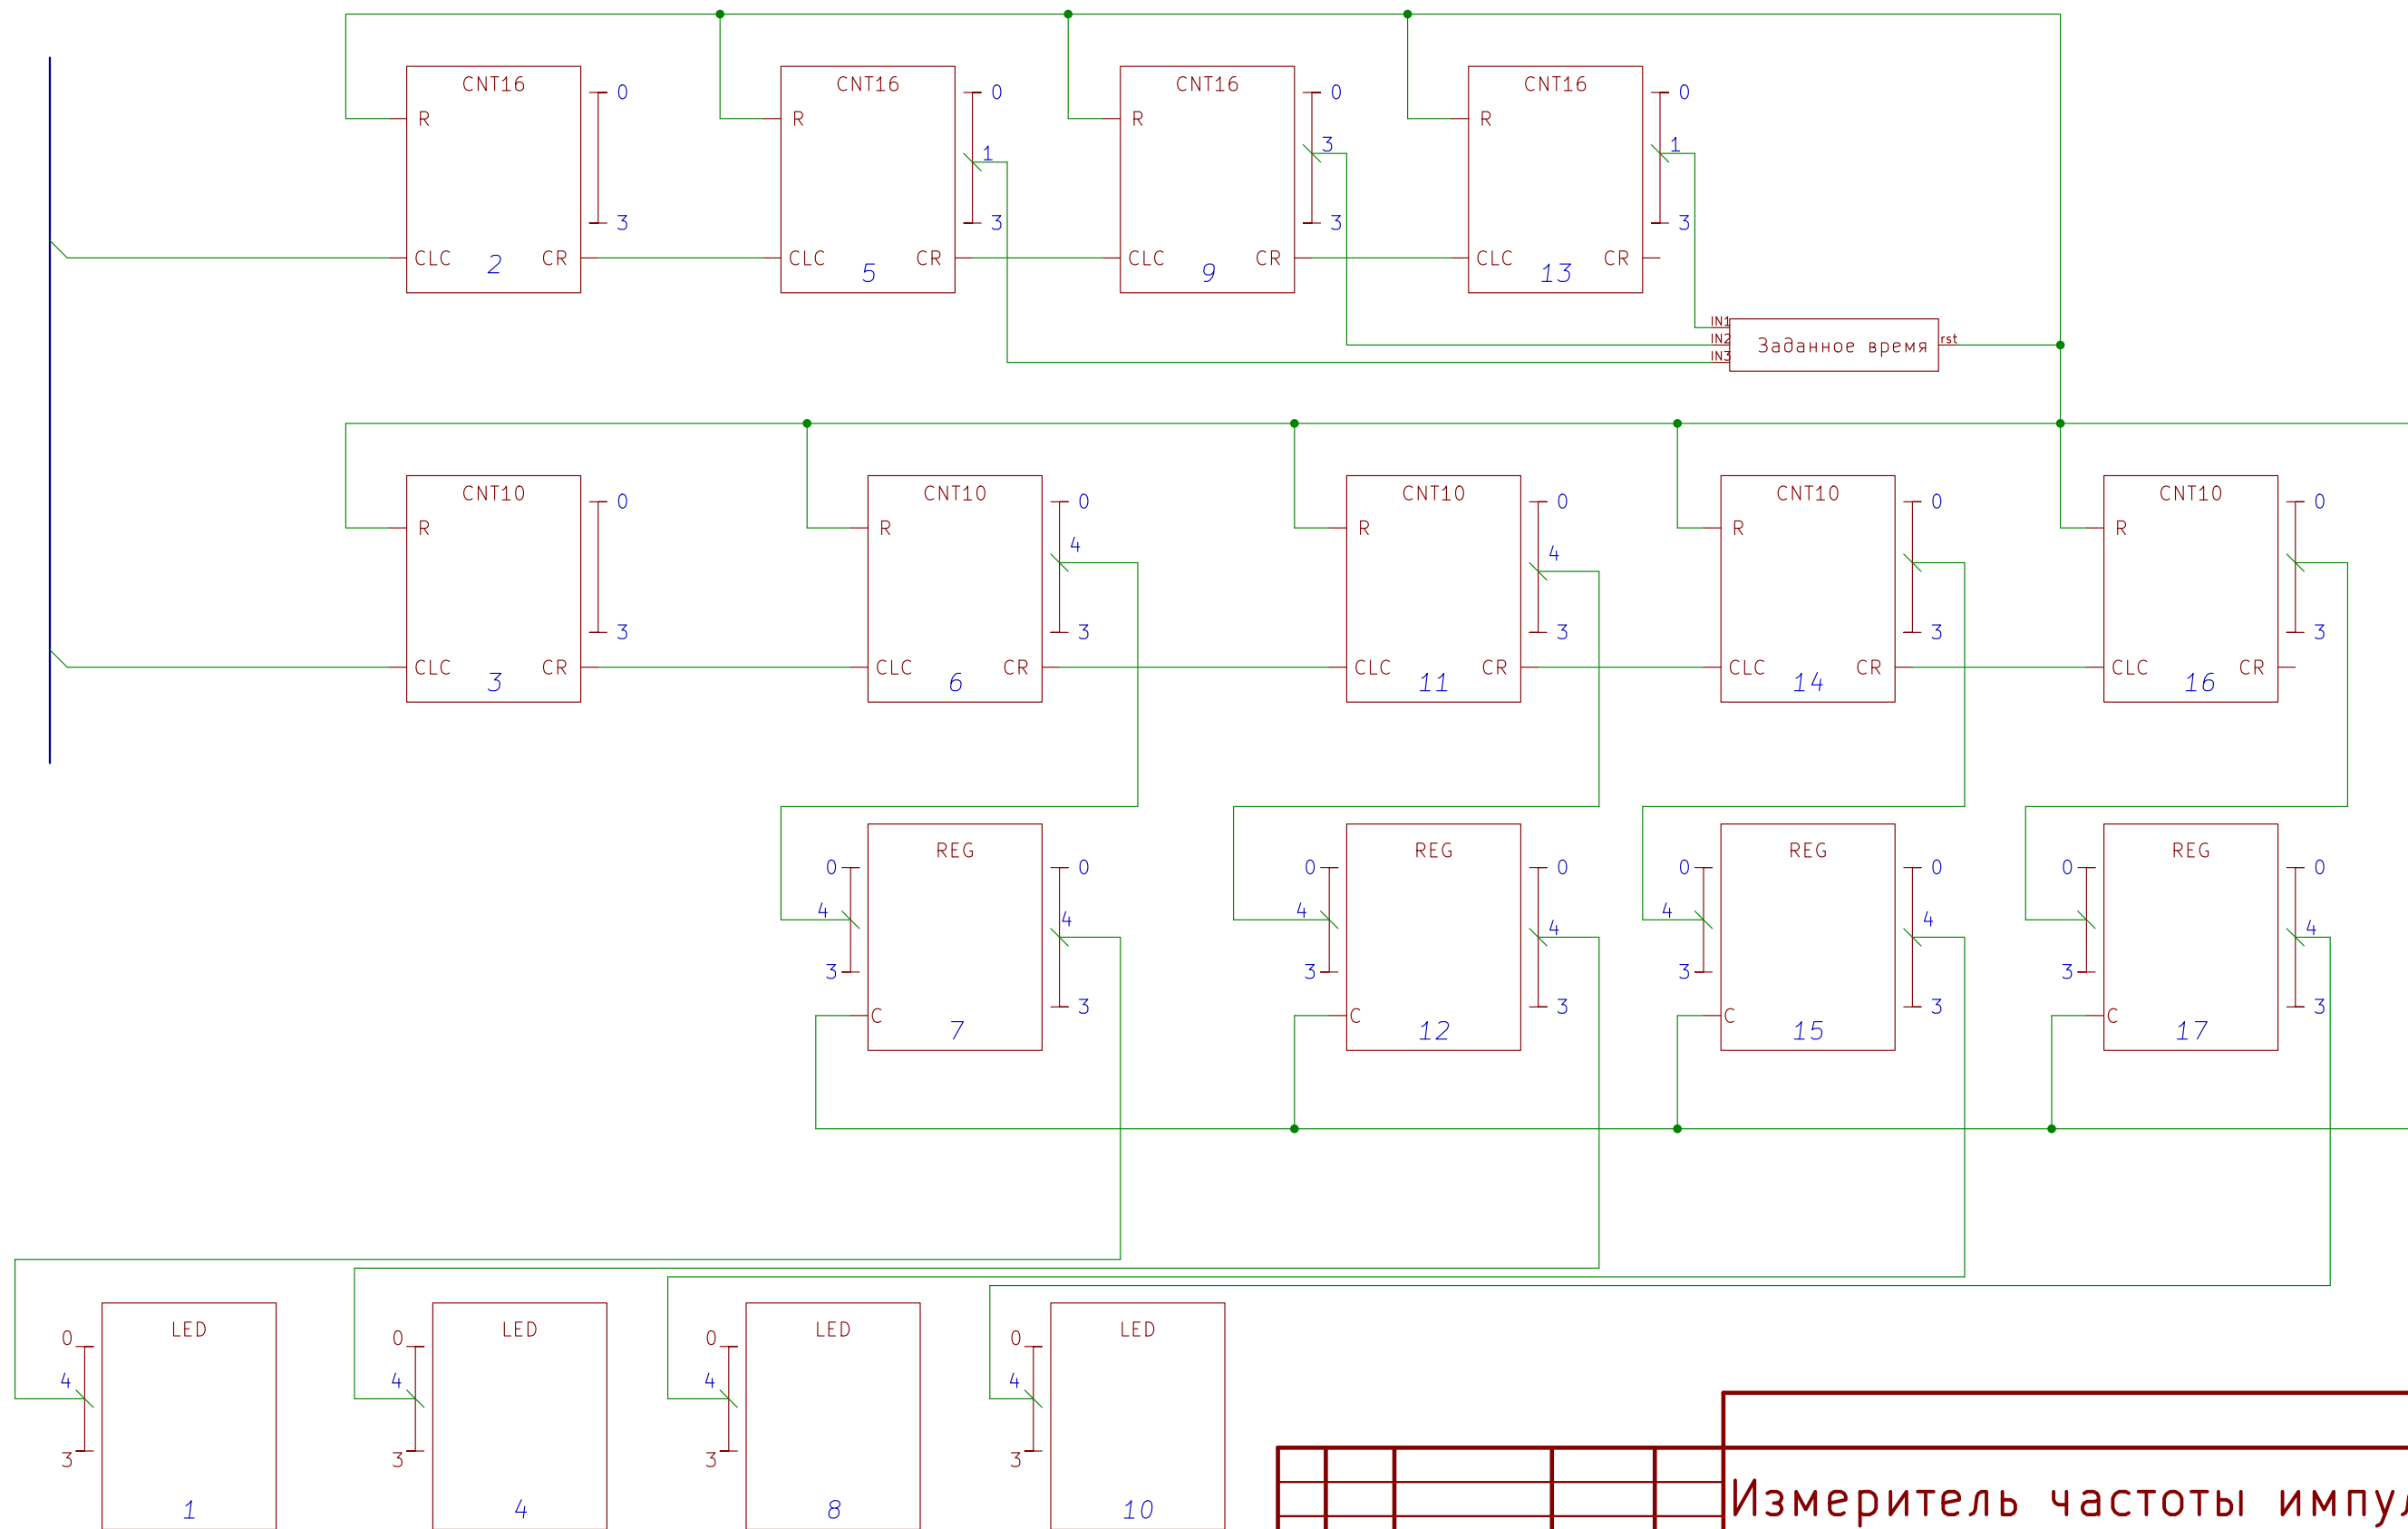 CNT16 CNT16 CNT16 CNT16
0 0 0 0
R R R R
1 3 1
3 3 3 3
CLC 2 CR CLC 5 CR CLC 9 CR CLC 13 CR
IN1
IN2 Заданное время rst
IN3
CNT10 CNT10 CNT10 CNT10 CNT10
0 0 0 0 0
R R R R R
4 4
3 3 3 3 3
CLC 3 CR CLC 6 CR CLC 11 CR CLC 14 CR CLC 16 CR
REG REG REG REG
0 0 0 0 0 0 0 0
4 4 4 4 4 4 4
3 3 3 3 3 3 3 3
C 7 C 12 C 15 C 17
LED LED LED LED
0 0 0 0
4 4 4 4
3 3 3 3
1 4 8 10
Измеритель частоты